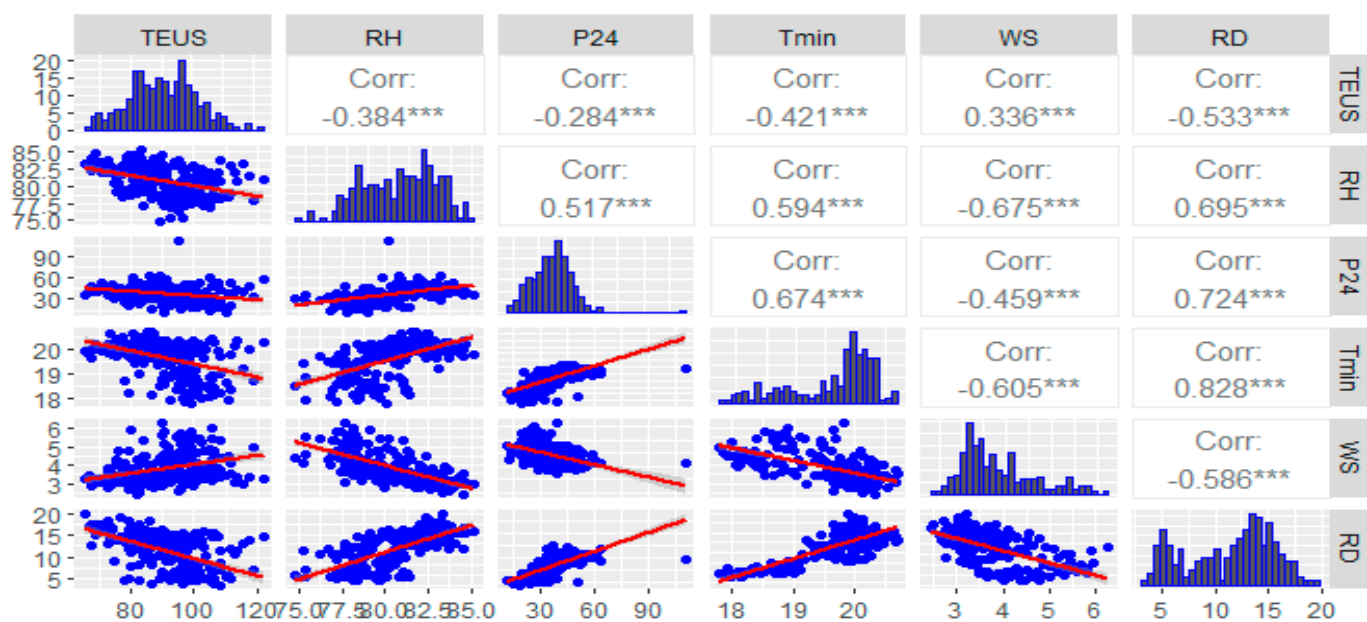 TEUS RH P24 Tmin WS RD
20
15
10
5
0
Corr: Corr: Corr: Corr: Corr:
-0.384*** -0.284*** -0.421*** 0.336*** -0.533***
TEUS
85.0
82.5
80.0
77.5
75.0
Corr: Corr: Corr: Corr:
0.517*** 0.594*** -0.675*** 0.695***
RH
90
60
30
Corr: Corr: Corr:
0.674*** -0.459*** 0.724***
P24
20
19
18
Corr: Corr:
-0.605*** 0.828***
Tmin
6
5
4
3
Corr:
-0.586***
WS
20
15
10
5
RD
80 100 120 75.0 77.5 80.0 82.5 85.0 30 60 90 18 19 20 3 4 5 6 5 10 15 20